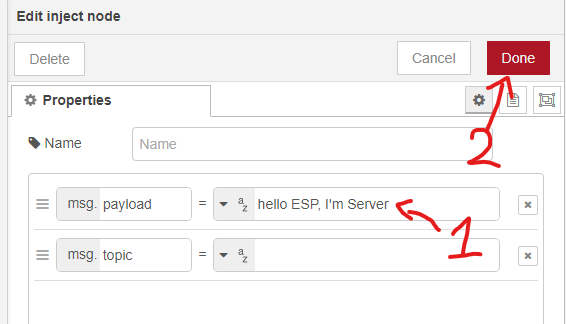 Edit inject node
Delete
Cancel
Done
Properties
2
Name
Name
msg. payload = a z hello ESP, I'm Server
1
msg. topic = a z